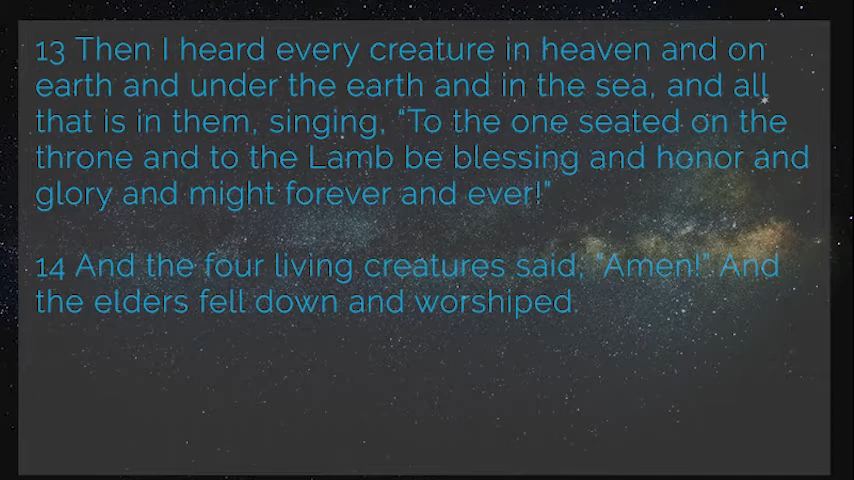 13 Then I heard every creature in heaven and on
earth and under the earth and in the sea, and all
that is in them, singing, “To the one seated on the
throne and to the Lamb be blessing and honor and
glory and might forever and ever!”
14 And the four living creatures said, “Amen!” And
the elders fell down and worshiped.